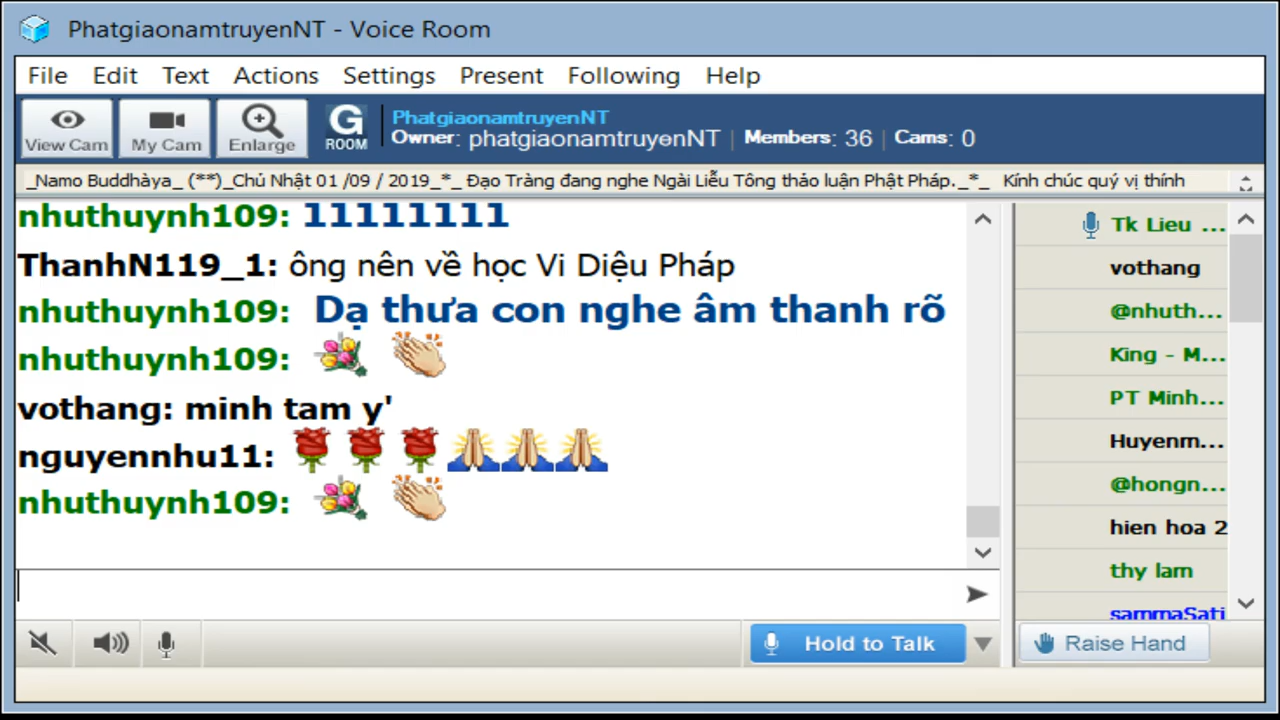 PhatgiaonamtruyenNT - Voice Room
File Edit Text Actions Settings Present Following Help
View Cam My Cam Enlarge G ROOM
PhatgiaonamtruyenNT
Owner: phatgiaonamtruyenNT | Members: 36 | Cams: 0
_Namo Buddhàya_ (**)_Chủ Nhật 01 /09 / 2019_*_ Đạo Tràng đang nghe Ngài Liễu Tông thảo luận Phật Pháp._*_ Kính chúc quý vị thính
nhuthuynh109: 11111111
ThanhN119_1: ông nên về học Vi Diệu Pháp
nhuthuynh109: Dạ thưa con nghe âm thanh rõ
nhuthuynh109: 💐 👏
vothang: minh tam y'
nguyennhu11: 🌹 🌹 🌹 🙏🙏🙏
nhuthuynh109: 💐 👏
Tk Lieu ...
vothang
@nhuth...
King - M...
PT Minh...
Huyenm...
@hongn...
hien hoa 2
thy lam
sammaSati
Hold to Talk
Raise Hand